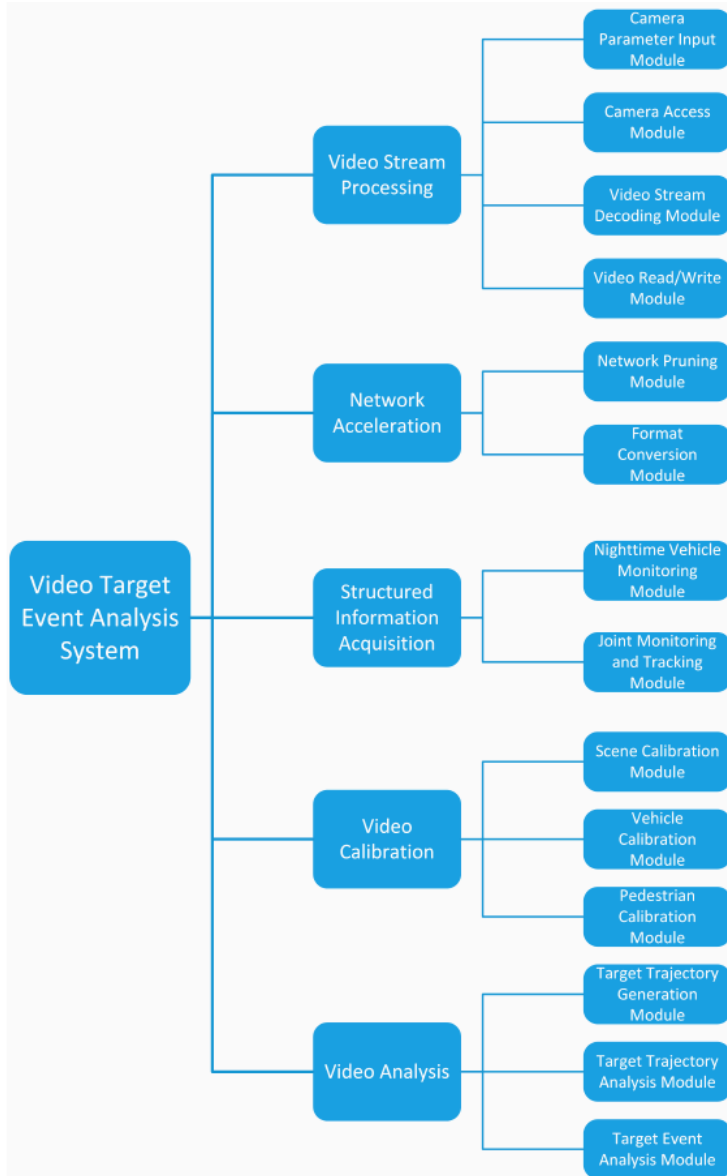 Camera
Parameter Input
Module
Camera Access
Module
Video Stream
Processing
Video Stream
Decoding Module
Video Read/Write
Module
Network Pruning
Module
Network
Acceleration
Format
Conversion
Module
Video Target
Event Analysis
System
Nighttime Vehicle
Monitoring
Module
Structured
Information
Acquisition
Joint Monitoring
and Tracking
Module
Scene Calibration
Module
Video
Calibration
Vehicle
Calibration
Module
Pedestrian
Calibration
Module
Target Trajectory
Generation
Module
Video Analysis
Target Trajectory
Analysis Module
Target Event
Analysis Module